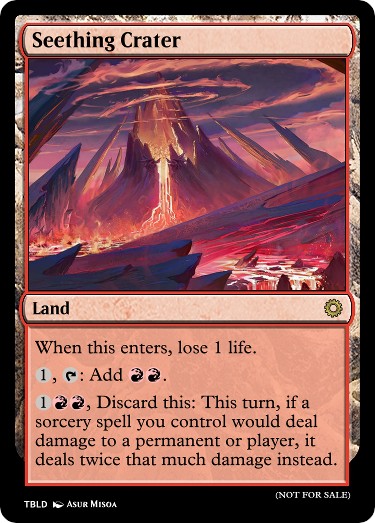 Seething Crater
Land
When this enters, lose 1 life.
1, : Add .
1, Discard this: This turn, if a
sorcery spell you control would deal
damage to a permanent or player, it
deals twice that much damage instead.
TBLD Asur Misoa
(NOT FOR SALE)